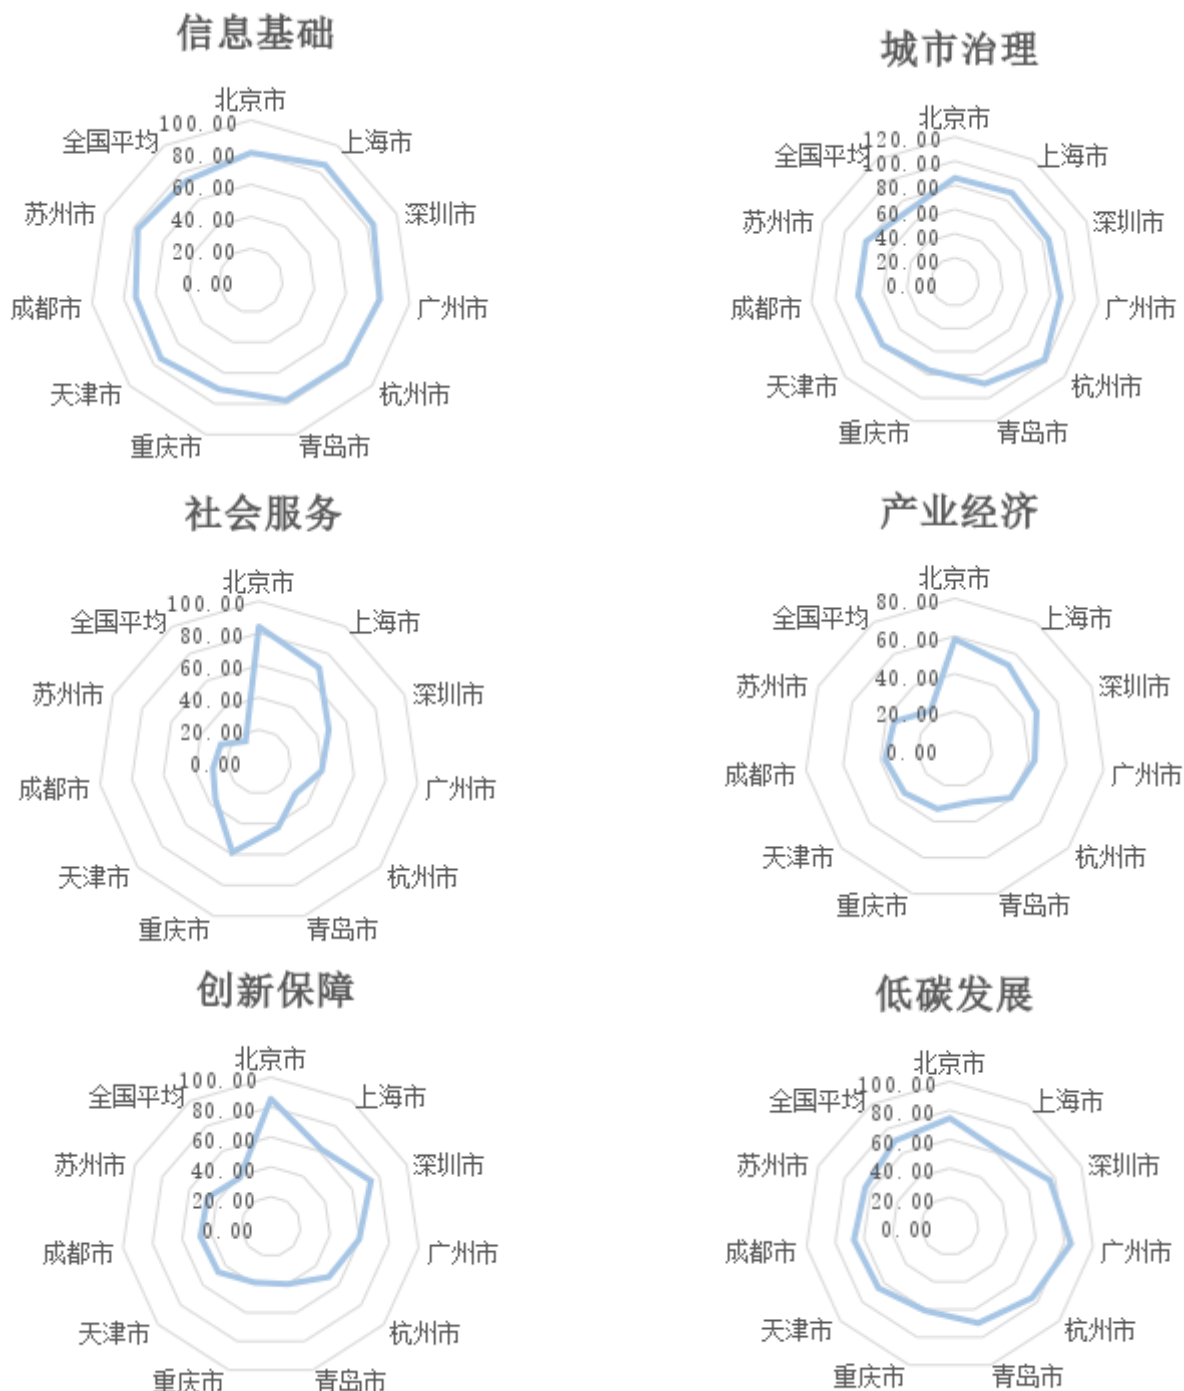 信息基础
北京市
上海市
深圳市
广州市
杭州市
青岛市
重庆市
天津市
成都市
苏州市
全国平均
100.00
80.00
60.00
40.00
20.00
0.00
城市治理
北京市
上海市
深圳市
广州市
杭州市
青岛市
重庆市
天津市
成都市
苏州市
全国平均
120.00
100.00
80.00
60.00
40.00
20.00
0.00
社会服务
北京市
上海市
深圳市
广州市
杭州市
青岛市
重庆市
天津市
成都市
苏州市
全国平均
100.00
80.00
60.00
40.00
20.00
0.00
产业经济
北京市
上海市
深圳市
广州市
杭州市
青岛市
重庆市
天津市
成都市
苏州市
全国平均
80.00
60.00
40.00
20.00
0.00
创新保障
北京市
上海市
深圳市
广州市
杭州市
青岛市
重庆市
天津市
成都市
苏州市
全国平均
100.00
80.00
60.00
40.00
20.00
0.00
低碳发展
北京市
上海市
深圳市
广州市
杭州市
青岛市
重庆市
天津市
成都市
苏州市
全国平均
100.00
80.00
60.00
40.00
20.00
0.00